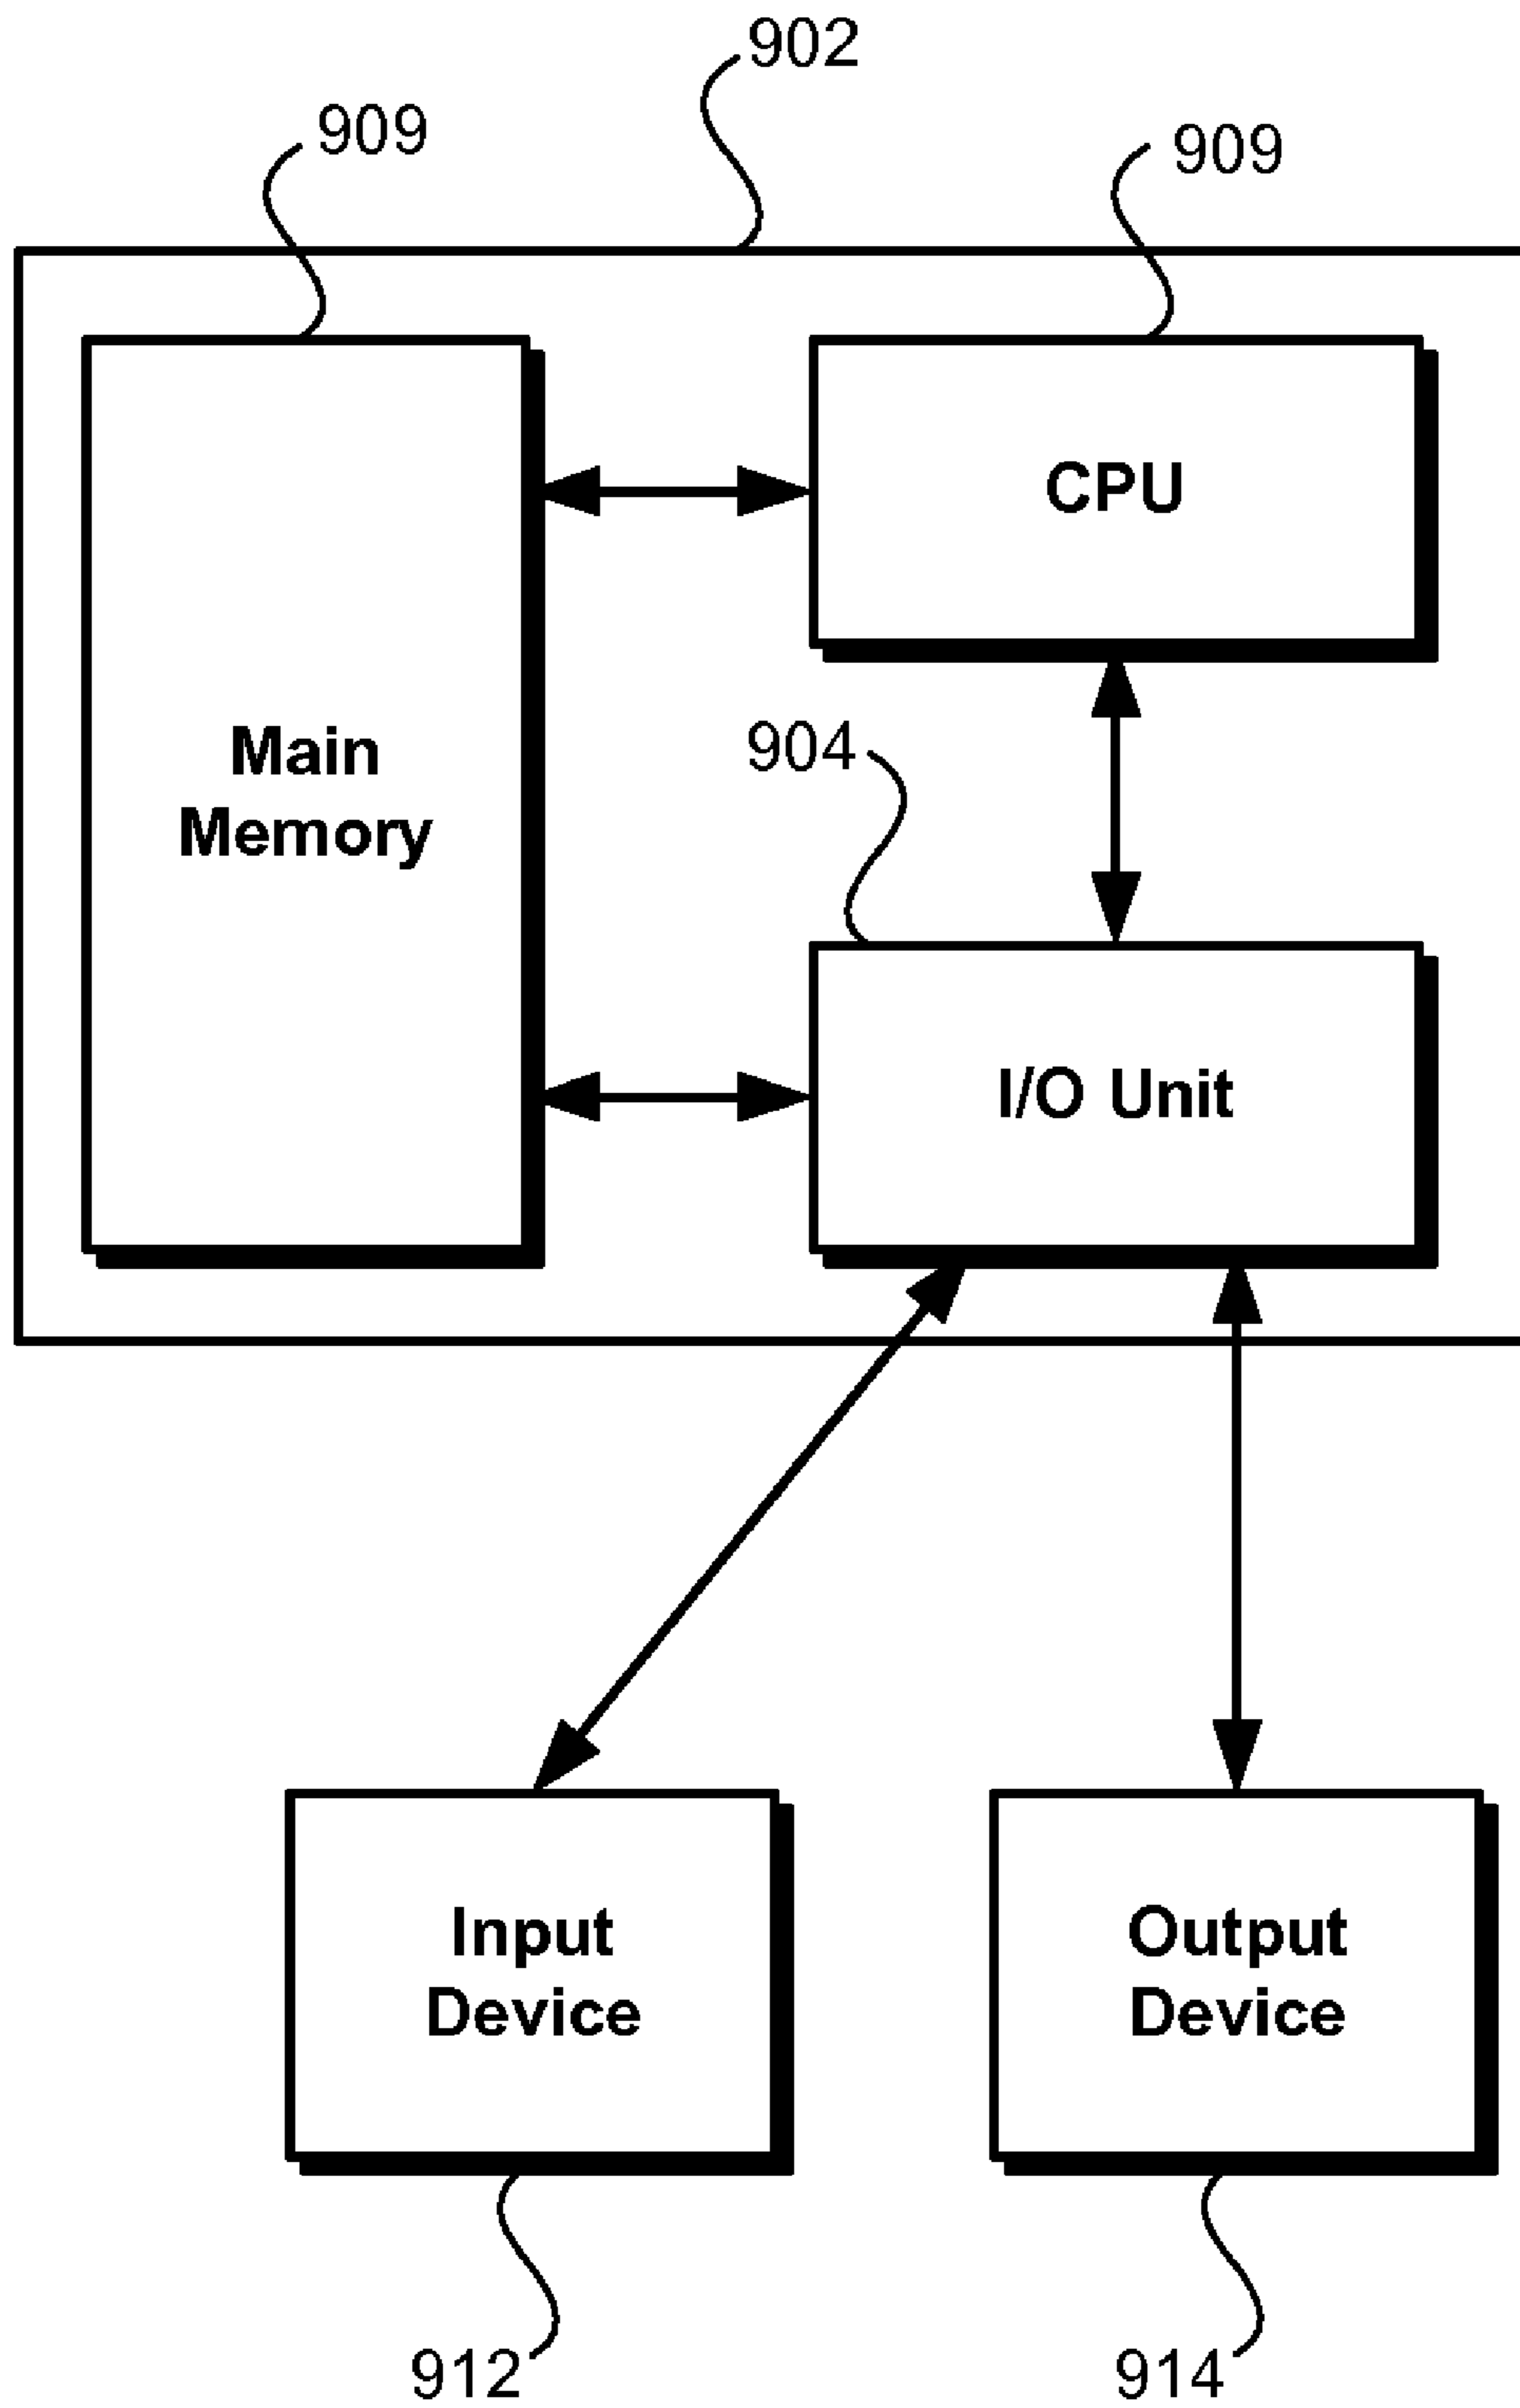 902
909
909
CPU
Main
Memory
904
I/O Unit
Input
Device
Output
Device
912
914